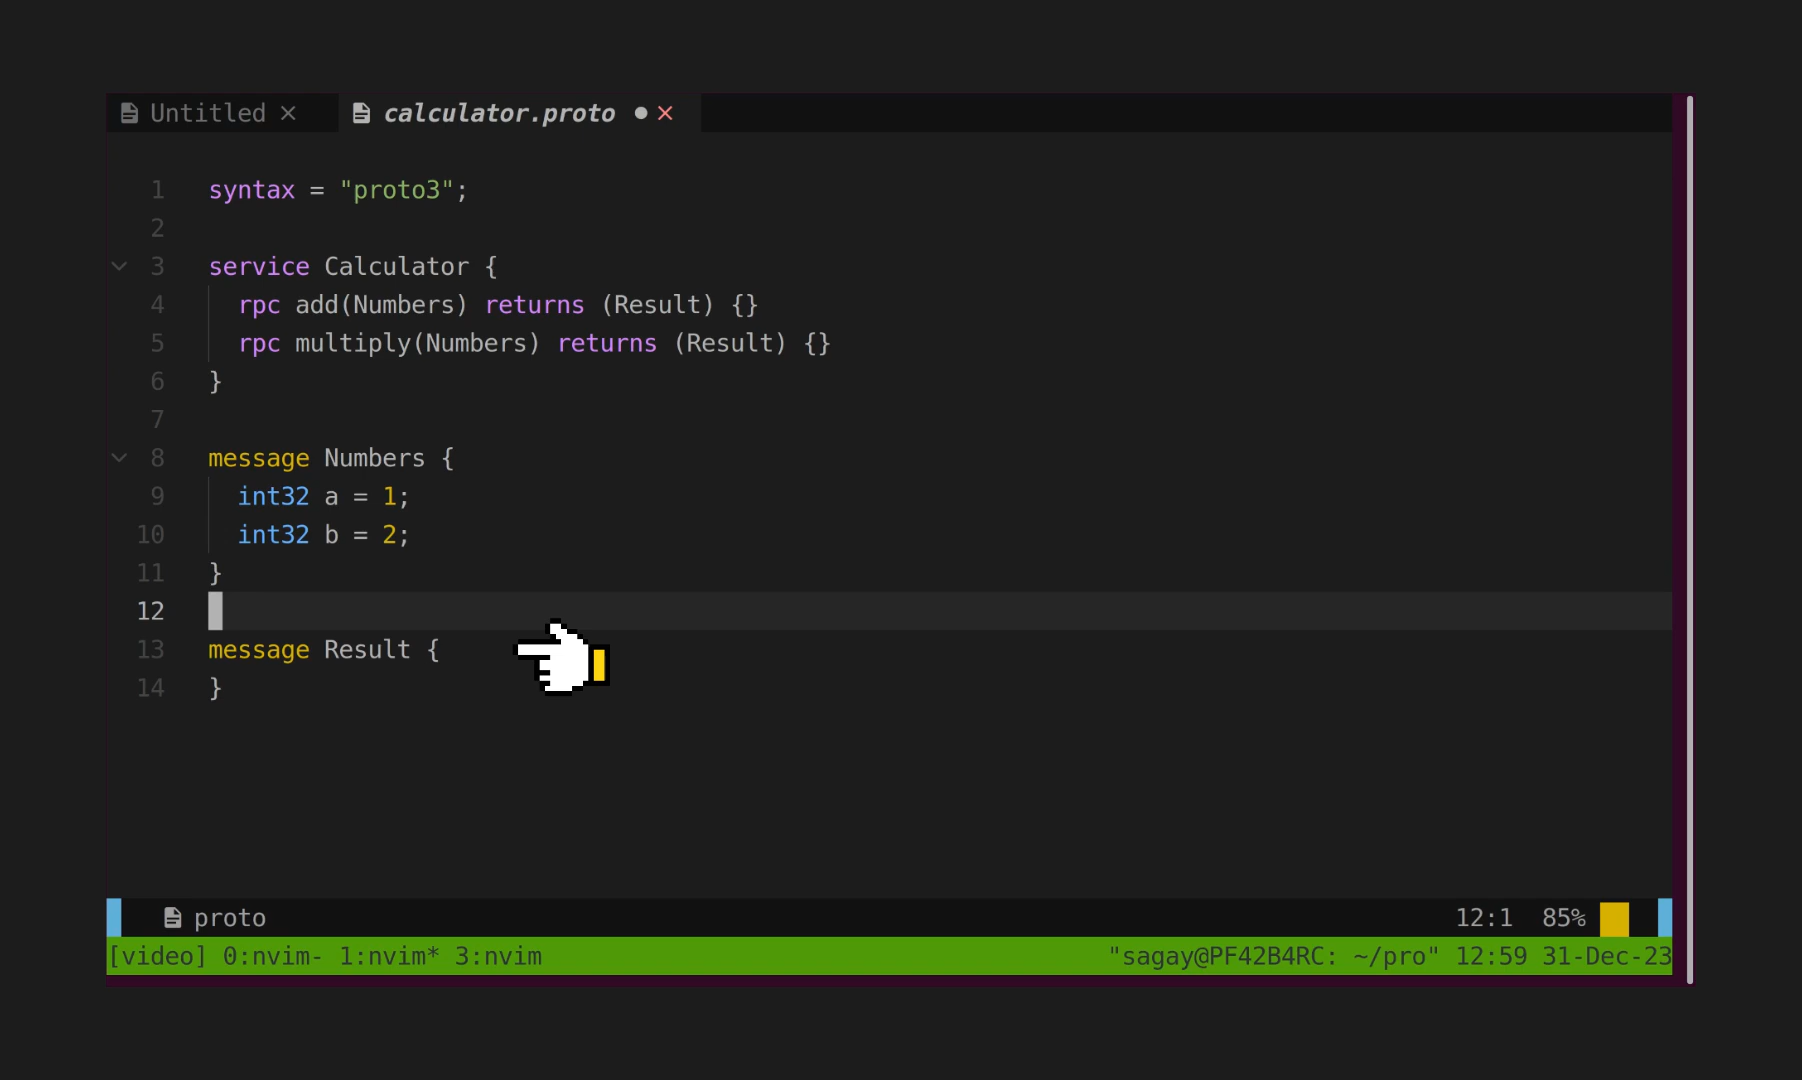 Untitled × calculator.proto ● ×
1 syntax = "proto3";
2
3 service Calculator {
4 rpc add(Numbers) returns (Result) {}
5 rpc multiply(Numbers) returns (Result) {}
6 }
7
8 message Numbers {
9 int32 a = 1;
10 int32 b = 2;
11 }
12
13 message Result {
14 }
proto 12:1 85%
[video] 0:nvim- 1:nvim* 3:nvim "sagay@PF42B4RC: ~/pro" 12:59 31-Dec-23